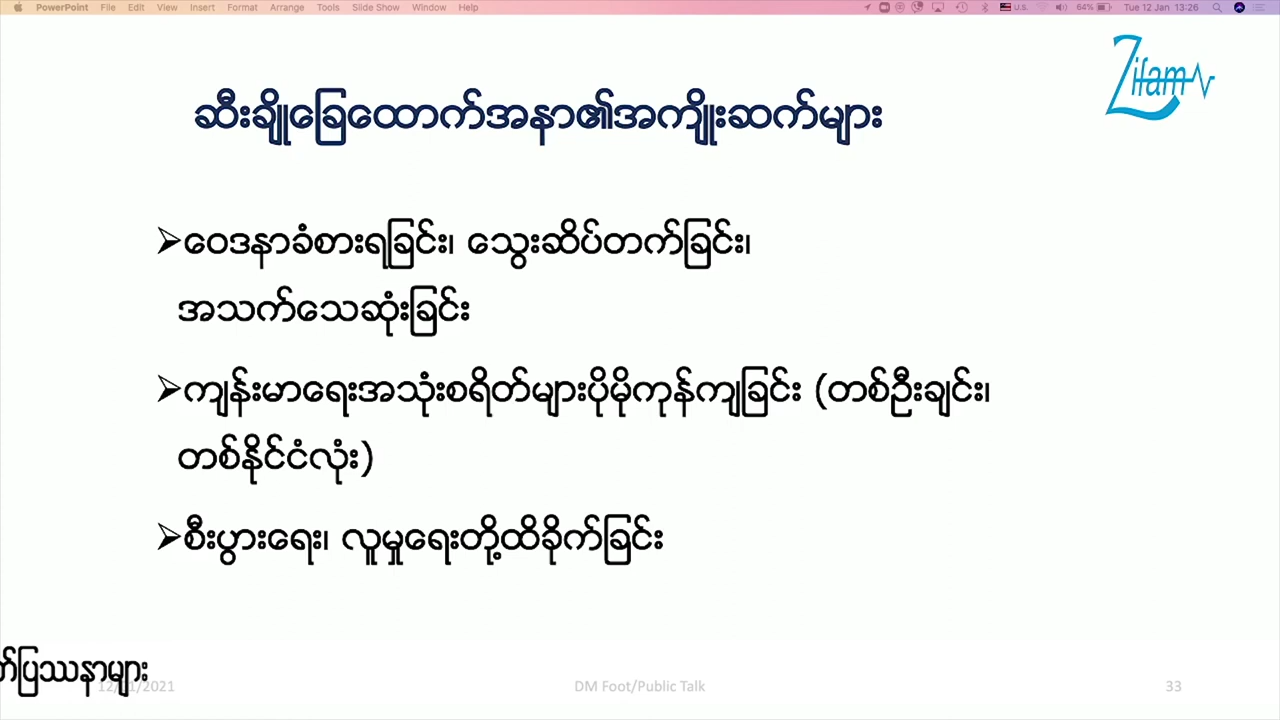 PowerPoint File Edit View Insert Format Arrange Tools Slide Show Window Help U.S. 64% Tue 12 Jan 13:26
Zifam
ဆီးချိုခြေထောက်အနာ၏အကျိုးဆက်များ
➢ဝေဒနာခံစားရခြင်း၊ သွေးဆိပ်တက်ခြင်း၊
အသက်သေဆုံးခြင်း
➢ကျန်းမာရေးအသုံးစရိတ်များပိုမိုကုန်ကျခြင်း (တစ်ဦးချင်း၊
တစ်နိုင်ငံလုံး)
➢စီးပွားရေး၊ လူမှုရေးတို့ထိခိုက်ခြင်း
ပြဿနာများ
2021 DM Foot/Public Talk 33